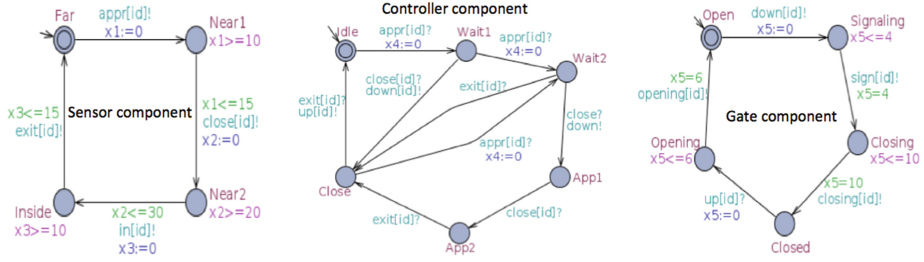 Controller component
Far
appr[id]!
x1:=0
Near1
x1>=10
x1<=15
close[id]!
x2:=0
Sensor component
x3<=15
exit[id]!
Inside
x3>=10
x2<=30
in[id]!
x3:=0
Near2
x2>=20
Idle
appr[id]?
x4:=0
Wait1
appr[id]?
x4:=0
Wait2
close[id]?
down[id]!
exit[id]?
exit[id]?
up[id]!
close?
down!
appr[id]?
x4:=0
Close
App1
close[id]?
exit[id]?
App2
Open
down[id]!
x5:=0
Signaling
x5<=4
sign[id]!
x5=4
x5=6
opening[id]!
Gate component
Opening
x5<=6
Closing
x5<=10
x5=10
closing[id]!
up[id]?
x5:=0
Closed